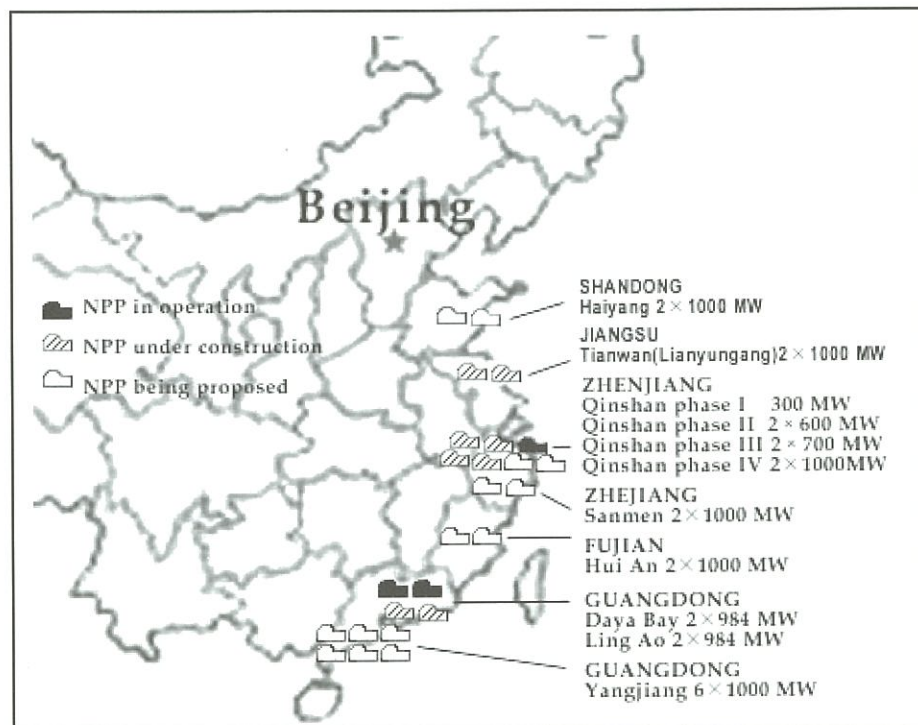 Beijing
NPP in operation
NPP under construction
NPP being proposed
SHANDONG
Haiyang 2×1000 MW
JIANGSU
Tianwan(Lianyungang)2×1000 MW
ZHENJIANG
Qinshan phase I 300 MW
Qinshan phase II 2×600MW
Qinshan phase III 2×700 MW
Qinshan phase IV 2×1000MW
ZHEJIANG
Sanmen 2×1000 MW
FUJIAN
Hui An 2×1000 MW
GUANGDONG
Daya Bay 2×984 MW
Ling Ao 2×984 MW
GUANGDONG
Yangjiang 6×1000 MW